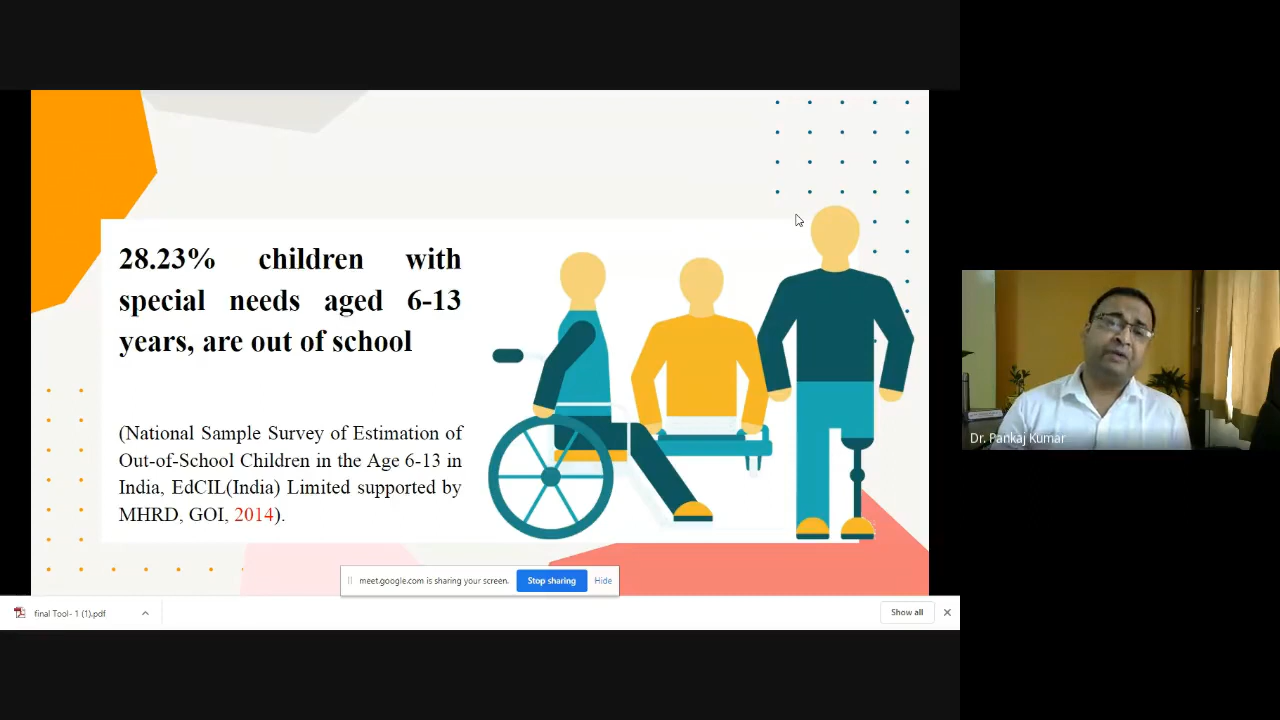 28.23% children with
special needs aged 6-13
years, are out of school
(National Sample Survey of Estimation of
Out-of-School Children in the Age 6-13 in
India, EdCIL(India) Limited supported by
MHRD, GOI, 2014).
Dr. Pankaj Kumar
meet.google.com is sharing your screen.
Stop sharing
Hide
final Tool- 1 (1).pdf
Show all